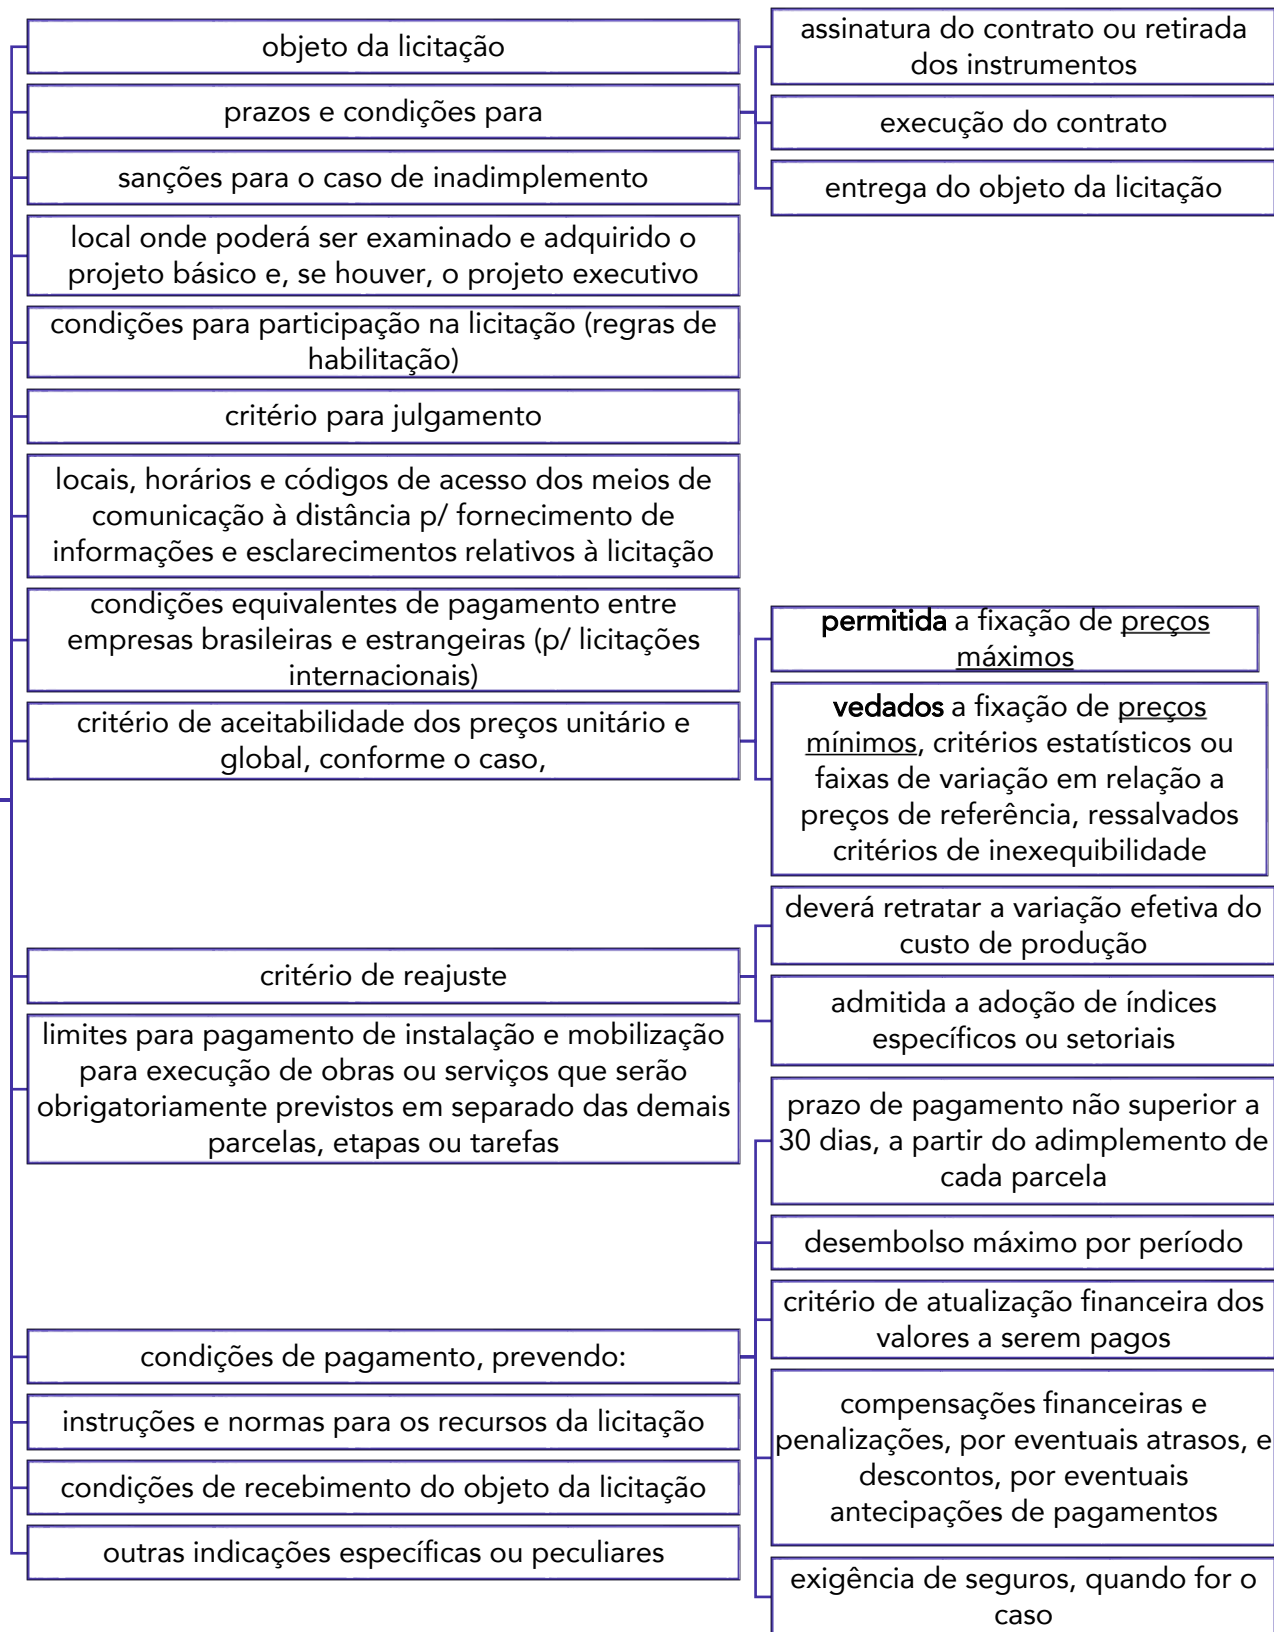 objeto da licitação
prazos e condições para
assinatura do contrato ou retirada
dos instrumentos
execução do contrato
entrega do objeto da licitação
sanções para o caso de inadimplemento
local onde poderá ser examinado e adquirido o
projeto básico e, se houver, o projeto executivo
condições para participação na licitação (regras de
habilitação)
critério para julgamento
locais, horários e códigos de acesso dos meios de
comunicação à distância p/ fornecimento de
informações e esclarecimentos relativos à licitação
condições equivalentes de pagamento entre
empresas brasileiras e estrangeiras (p/ licitações
internacionais)
critério de aceitabilidade dos preços unitário e
global, conforme o caso,
permitida a fixação de preços
máximos
vedados a fixação de preços
mínimos, critérios estatísticos ou
faixas de variação em relação a
preços de referência, ressalvados
critérios de inexequibilidade
critério de reajuste
deverá retratar a variação efetiva do
custo de produção
admitida a adoção de índices
específicos ou setoriais
limites para pagamento de instalação e mobilização
para execução de obras ou serviços que serão
obrigatoriamente previstos em separado das demais
parcelas, etapas ou tarefas
condições de pagamento, prevendo:
prazo de pagamento não superior a
30 dias, a partir do adimplemento de
cada parcela
desembolso máximo por período
critério de atualização financeira dos
valores a serem pagos
compensações financeiras e
penalizações, por eventuais atrasos, e
descontos, por eventuais
antecipações de pagamentos
exigência de seguros, quando for o
caso
instruções e normas para os recursos da licitação
condições de recebimento do objeto da licitação
outras indicações específicas ou peculiares